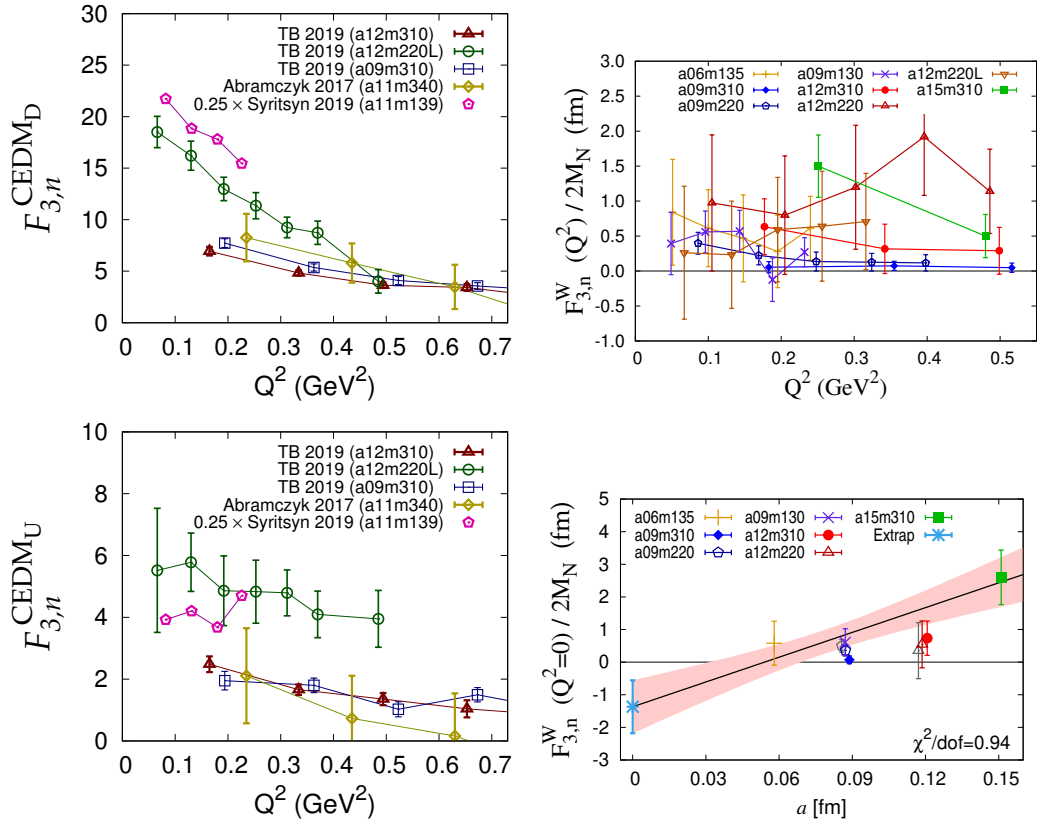 30
25
20
15
10
5
0
F_{3,n}^{CEDM_D}
TB 2019 (a12m310)
TB 2019 (a12m220L)
TB 2019 (a09m310)
Abramczyk 2017 (a11m340)
0.25 × Syritsyn 2019 (a11m139)
0 0.1 0.2 0.3 0.4 0.5 0.6 0.7
Q² (GeV²)
2.5
2.0
1.5
1.0
0.5
0.0
-0.5
-1.0
F^W_{3,n} (Q²) / 2M_N (fm)
a06m135 a09m130 a12m220L
a09m310 a12m310 a15m310
a09m220 a12m220
0.1 0.2 0.3 0.4 0.5
Q² (GeV²)
10
8
6
4
2
0
F_{3,n}^{CEDM_U}
TB 2019 (a12m310)
TB 2019 (a12m220L)
TB 2019 (a09m310)
Abramczyk 2017 (a11m340)
0.25 × Syritsyn 2019 (a11m139)
0 0.1 0.2 0.3 0.4 0.5 0.6 0.7
Q² (GeV²)
5
4
3
2
1
0
-1
-2
-3
F^W_{3,n} (Q²=0) / 2M_N (fm)
a06m135 a09m130 a15m310
a09m310 a12m310 Extrap
a09m220 a12m220
χ²/dof=0.94
0 0.03 0.06 0.09 0.12 0.15
a [fm]